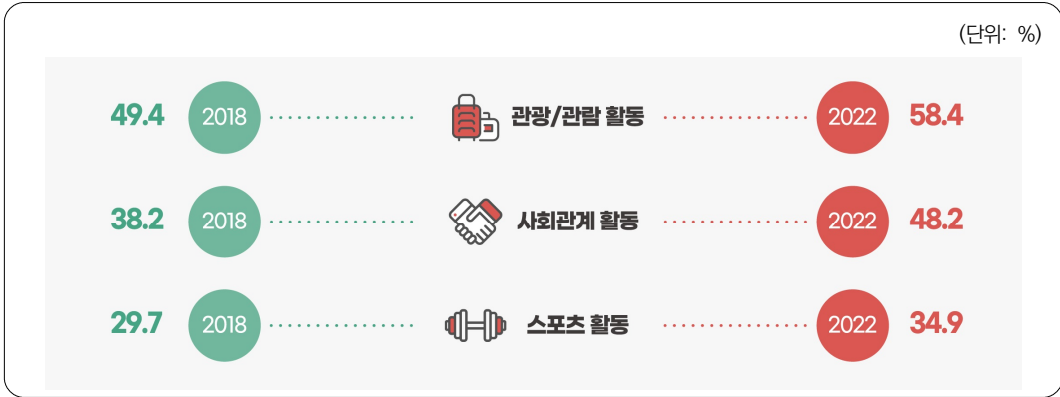 (단위: %)
49.4 2018 관광/관람 활동 2022 58.4
38.2 2018 사회관계 활동 2022 48.2
29.7 2018 스포츠 활동 2022 34.9